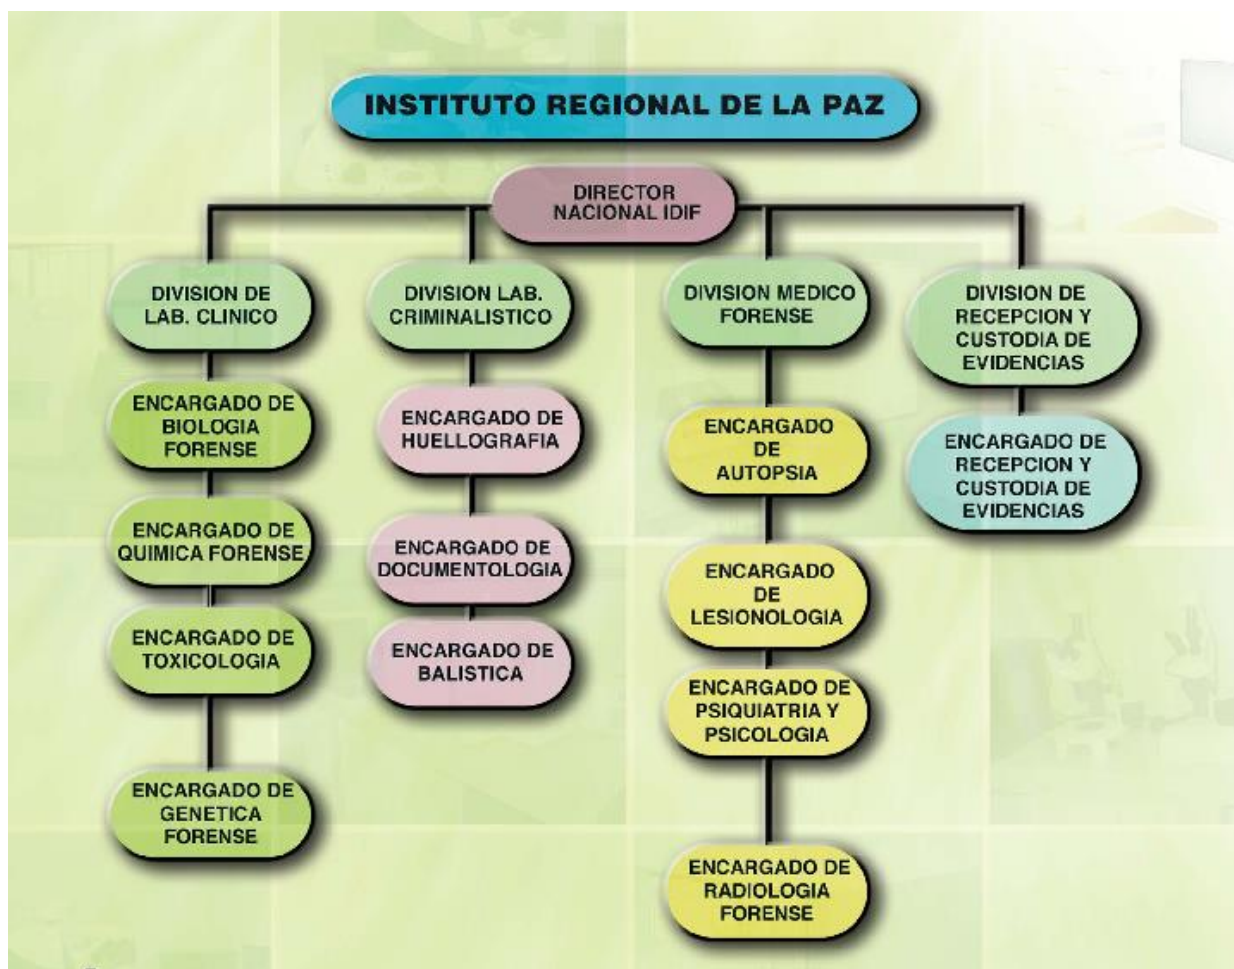 INSTITUTO REGIONAL DE LA PAZ
DIRECTOR
NACIONAL IDIF
DIVISION DE
LAB. CLINICO
ENCARGADO DE
BIOLOGIA
FORENSE
ENCARGADO DE
QUIMICA FORENSE
ENCARGADO DE
TOXICOLOGIA
ENCARGADO DE
GENETICA
FORENSE
DIVISION LAB.
CRIMINALISTICO
ENCARGADO DE
HUELLOGRAFIA
ENCARGADO DE
DOCUMENTOLOGIA
ENCARGADO DE
BALISTICA
DIVISION MEDICO
FORENSE
ENCARGADO
DE
AUTOPSIA
ENCARGADO
DE
LESIONOLOGIA
ENCARGADO DE
PSIQUIATRIA Y
PSICOLOGIA
ENCARGADO DE
RADIOLOGIA
FORENSE
DIVISION DE
RECEPCION Y
CUSTODIA DE
EVIDENCIAS
ENCARGADO DE
RECEPCION Y
CUSTODIA DE
EVIDENCIAS